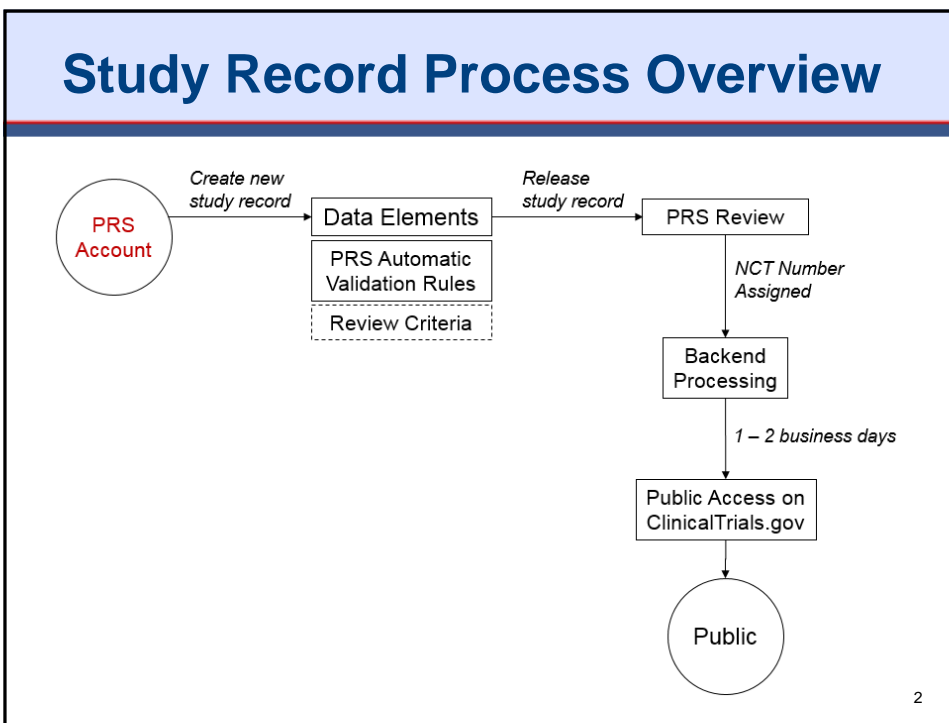 Study Record Process Overview
PRS
Account
Create new
study record
Data Elements
PRS Automatic
Validation Rules
Review Criteria
Release
study record
PRS Review
NCT Number
Assigned
Backend
Processing
1 – 2 business days
Public Access on
ClinicalTrials.gov
Public
2